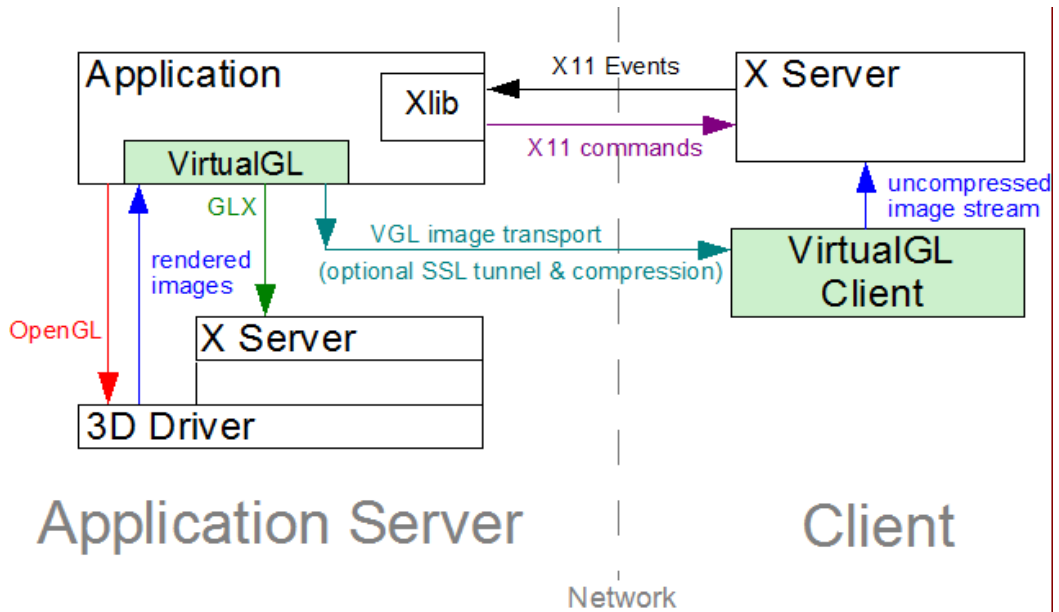 Application
Xlib
VirtualGL
X11 Events
X11 commands
X Server
uncompressed
image stream
GLX
VGL image transport
(optional SSL tunnel & compression)
VirtualGL
Client
rendered
images
OpenGL
X Server
3D Driver
Application Server
Client
Network